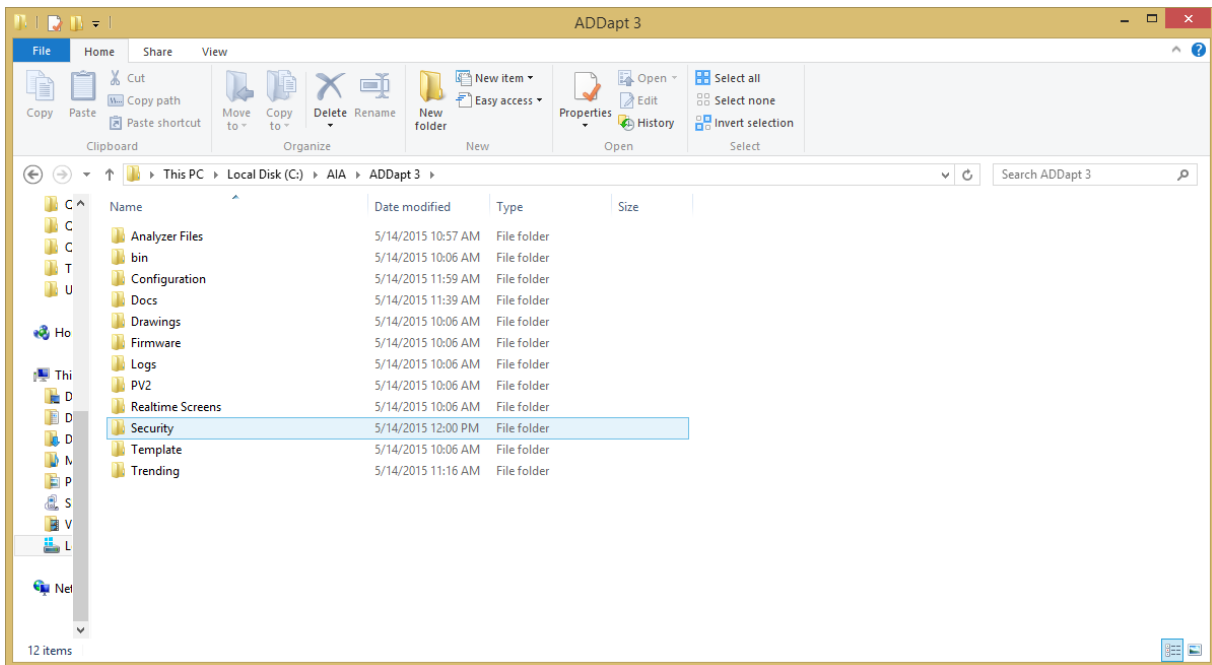 ADDapt 3
File Home Share View
Copy
Paste
Cut
Copy path
Paste shortcut
Clipboard
Move to
Copy to
Delete
Rename
Organize
New folder
New item
Easy access
New
Properties
Open
Edit
History
Open
Select all
Select none
Invert selection
Select
This PC Local Disk (C:) AIA ADDapt 3
Search ADDapt 3
C
C
C
T
U
Ho
Thi
D
D
D
M
P
S
V
L
Net
Name Date modified Type Size
Analyzer Files 5/14/2015 10:57 AM File folder
bin 5/14/2015 10:06 AM File folder
Configuration 5/14/2015 11:59 AM File folder
Docs 5/14/2015 11:39 AM File folder
Drawings 5/14/2015 10:06 AM File folder
Firmware 5/14/2015 10:06 AM File folder
Logs 5/14/2015 10:06 AM File folder
PV2 5/14/2015 10:06 AM File folder
Realtime Screens 5/14/2015 10:06 AM File folder
Security 5/14/2015 12:00 PM File folder
Template 5/14/2015 10:06 AM File folder
Trending 5/14/2015 11:16 AM File folder
12 items